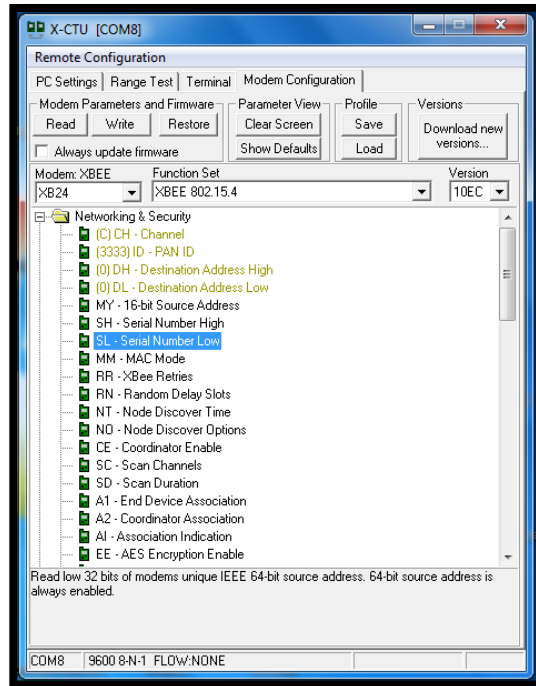 X-CTU [COM8]
Remote Configuration
PC Settings Range Test Terminal Modem Configuration
Modem Parameters and Firmware Parameter View Profile Versions
Read Write Restore Clear Screen Save Download new versions...
Always update firmware Show Defaults Load
Modem: XBEE Function Set Version
XB24 XBEE 802.15.4 10EC
Networking & Security
(C) CH - Channel
(3333) ID - PAN ID
(0) DH - Destination Address High
(0) DL - Destination Address Low
MY - 16-bit Source Address
SH - Serial Number High
SL - Serial Number Low
MM - MAC Mode
RR - XBee Retries
RN - Random Delay Slots
NT - Node Discover Time
NO - Node Discover Options
CE - Coordinator Enable
SC - Scan Channels
SD - Scan Duration
A1 - End Device Association
A2 - Coordinator Association
AI - Association Indication
EE - AES Encryption Enable
Read low 32 bits of modems unique IEEE 64-bit source address. 64-bit source address is
always enabled.
COM8 9600 8-N-1 FLOW:NONE